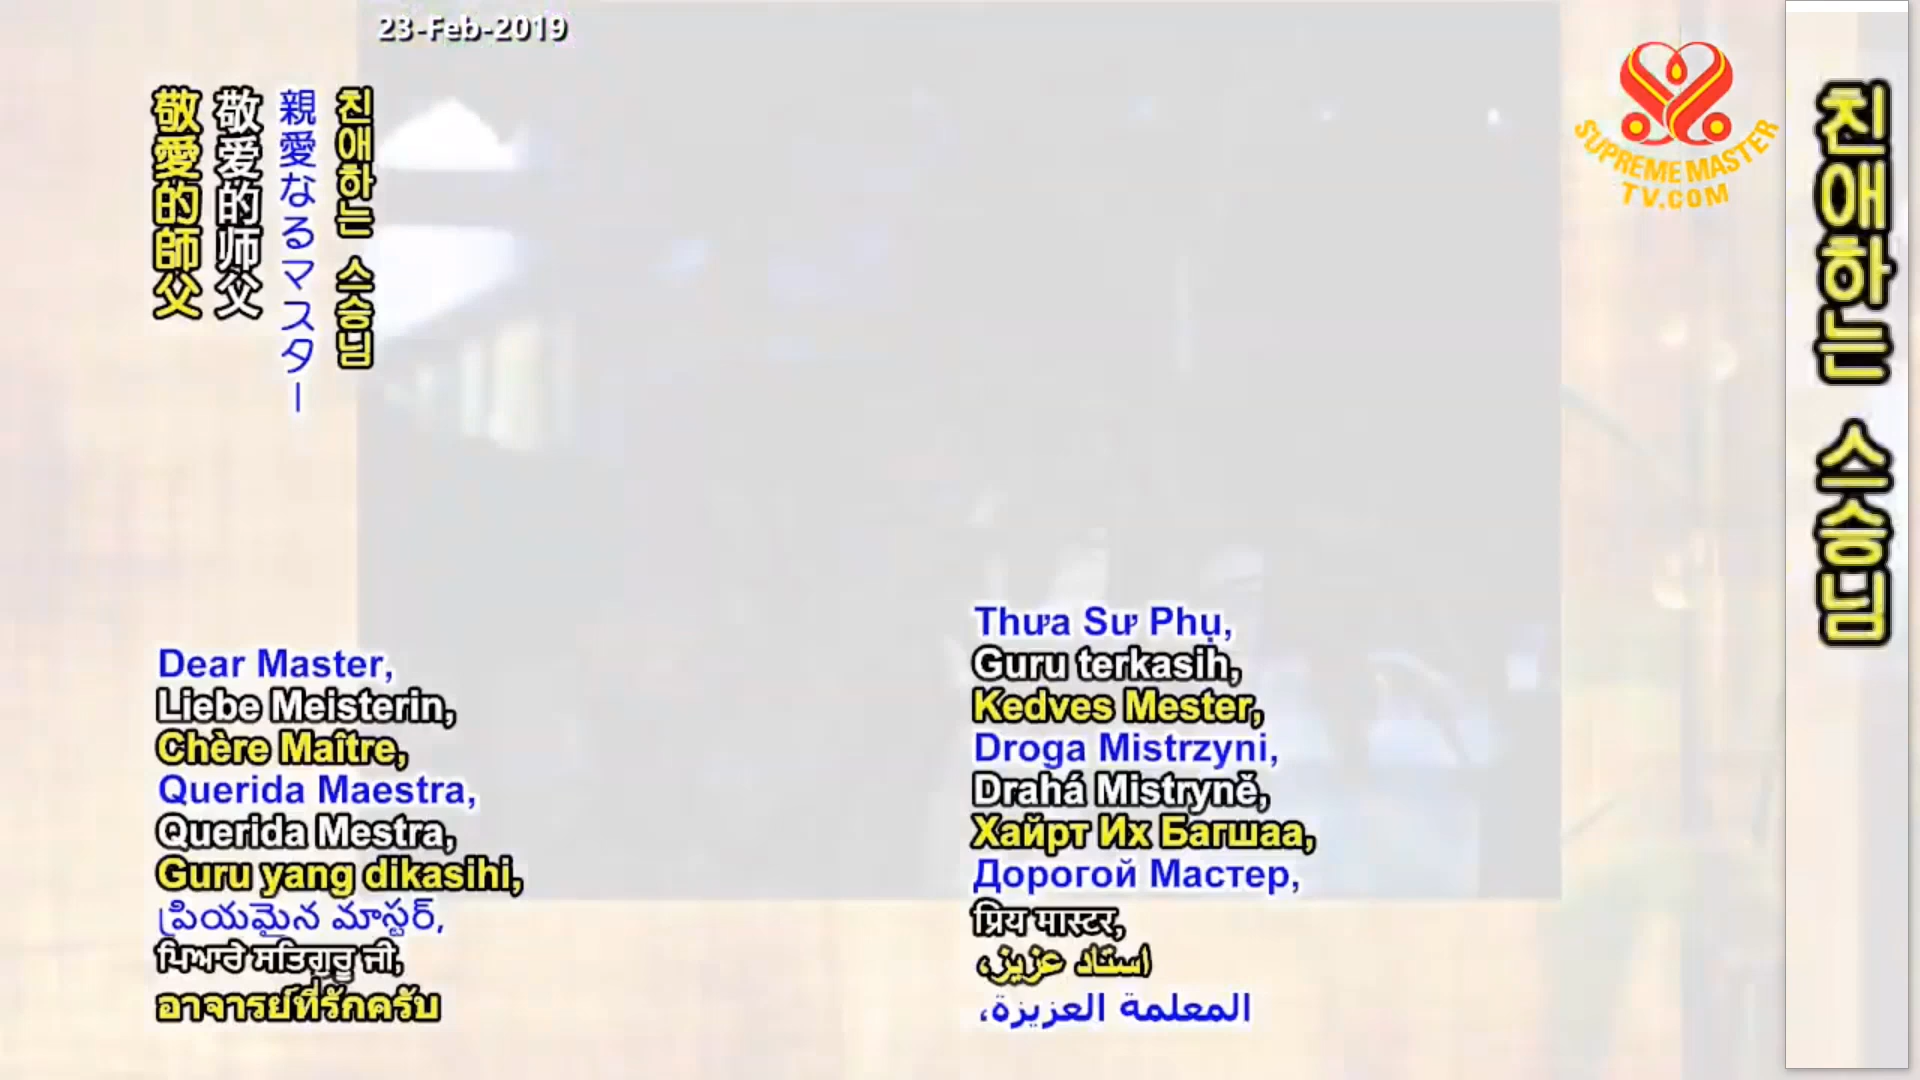 23-Feb-2019
敬愛的師父
敬爱的师父
親愛なるマスター
친애하는 스승님
SUPREME MASTER
TV.COM
친애하는 스승님
Dear Master,
Liebe Meisterin,
Chère Maître,
Querida Maestra,
Querida Mestra,
Guru yang dikasihi,
ప్రియమైన మాస్టర్,
ਪਿਆਰੇ ਸਤਿਗੁਰੂ ਜੀ,
อาจารย์ที่รักครับ
Thưa Sư Phụ,
Guru terkasih,
Kedves Mester,
Droga Mistrzyni,
Drahá Mistryně,
Хайрт Их Багшаа,
Дорогой Мастер,
प्रिय मास्टर,
استاد عزیز،
المعلمة العزيزة،